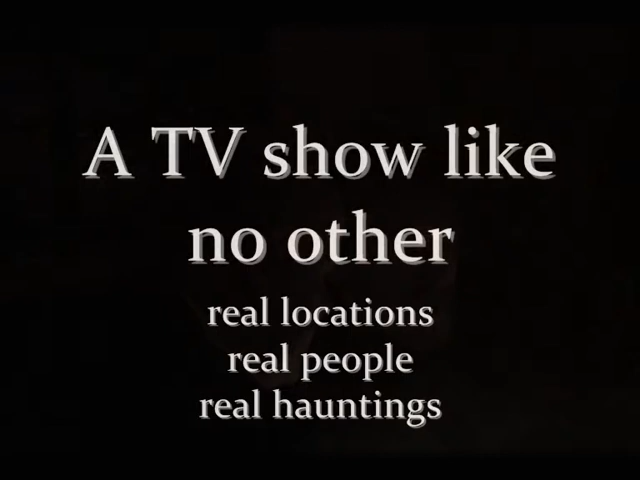 A TV show like
no other
real locations
real people
real hauntings